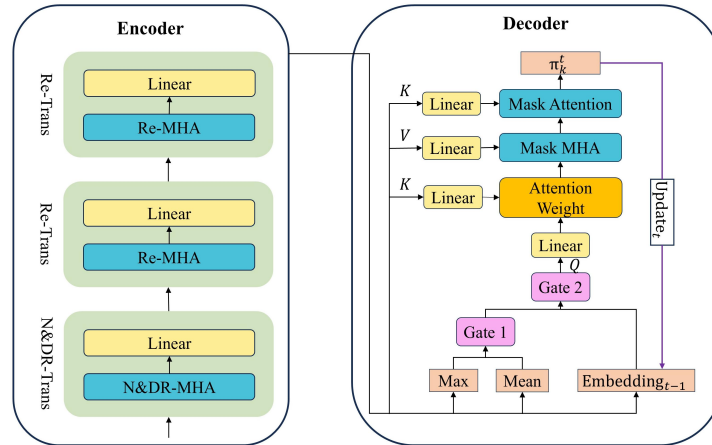 Encoder
Re-Trans
Linear
Re-MHA
Re-Trans
Linear
Re-MHA
N&DR-Trans
Linear
N&DR-MHA
Decoder
π_k^t
K
Linear
Mask Attention
V
Linear
Mask MHA
K
Linear
Attention
Weight
Update_t
Linear
Q
Gate 2
Gate 1
Max
Mean
Embedding_{t−1}